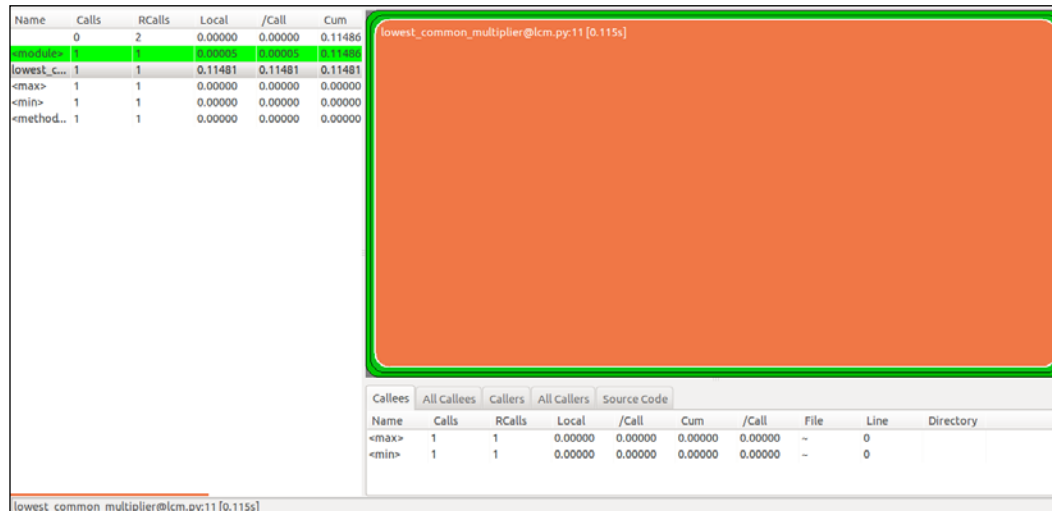 Name Calls RCalls Local /Call Cum
0 2 0.00000 0.00000 0.11486
<module> 1 1 0.00005 0.00005 0.11486
lowest_c... 1 1 0.11481 0.11481 0.11481
<max> 1 1 0.00000 0.00000 0.00000
<min> 1 1 0.00000 0.00000 0.00000
<method... 1 1 0.00000 0.00000 0.00000
lowest_common_multiplier@lcm.py:11 [0.115s]
Callees All Callees Callers All Callers Source Code
Name Calls RCalls Local /Call Cum /Call File Line Directory
<max> 1 1 0.00000 0.00000 0.00000 0.00000 ~ 0
<min> 1 1 0.00000 0.00000 0.00000 0.00000 ~ 0
lowest_common_multiplier@lcm.py:11 [0.115s]